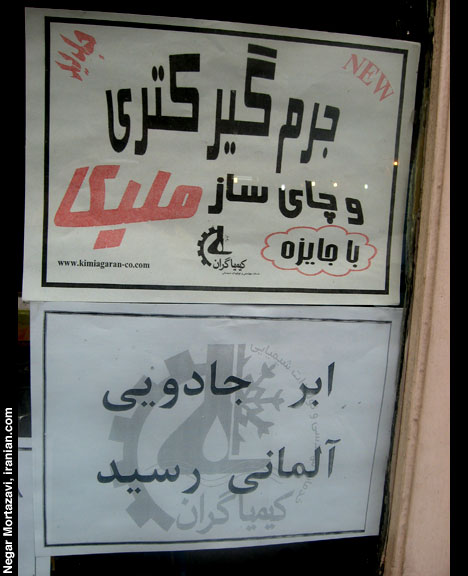 جدید
NEW
جرم گیر کتری
و چای ساز ملیکا
با جایزه
کیمیاگران
www.kimiagaran-co.com
ابر جادویی
آلمانی رسید
کیمیاگران
Negar Mortazavi, iranian.com